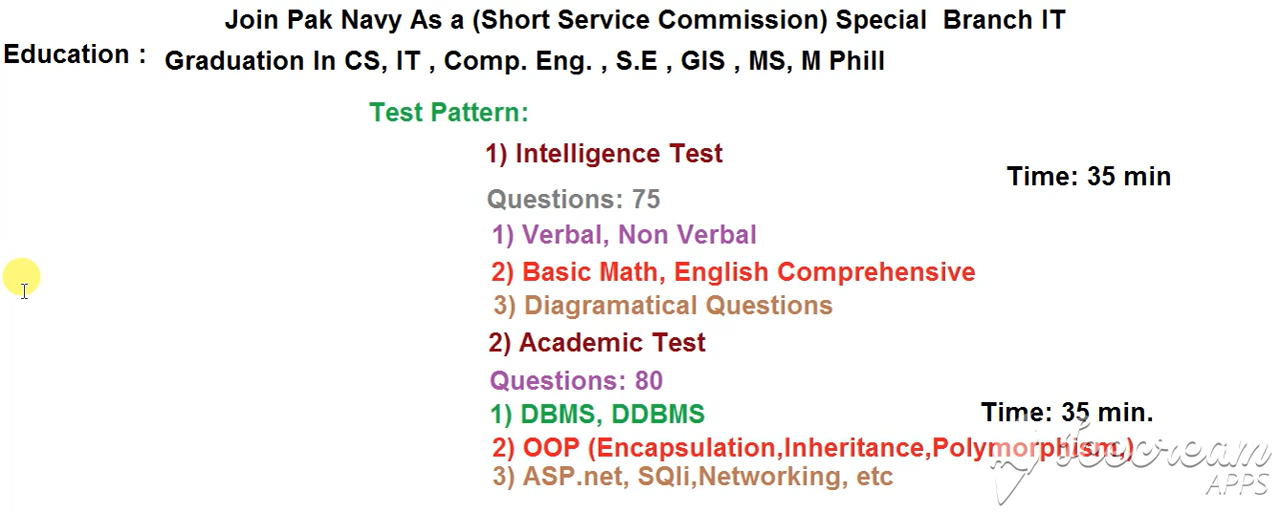 Join Pak Navy As a (Short Service Commission) Special Branch IT
Education : Graduation In CS, IT , Comp. Eng. , S.E , GIS , MS, M Phill
Test Pattern:
1) Intelligence Test
Time: 35 min
Questions: 75
1) Verbal, Non Verbal
2) Basic Math, English Comprehensive
3) Diagramatical Questions
2) Academic Test
Questions: 80
1) DBMS, DDBMS
Time: 35 min.
2) OOP (Encapsulation,Inheritance,Polymorphism,)
3) ASP.net, SQli,Networking, etc
Icecream
APPS